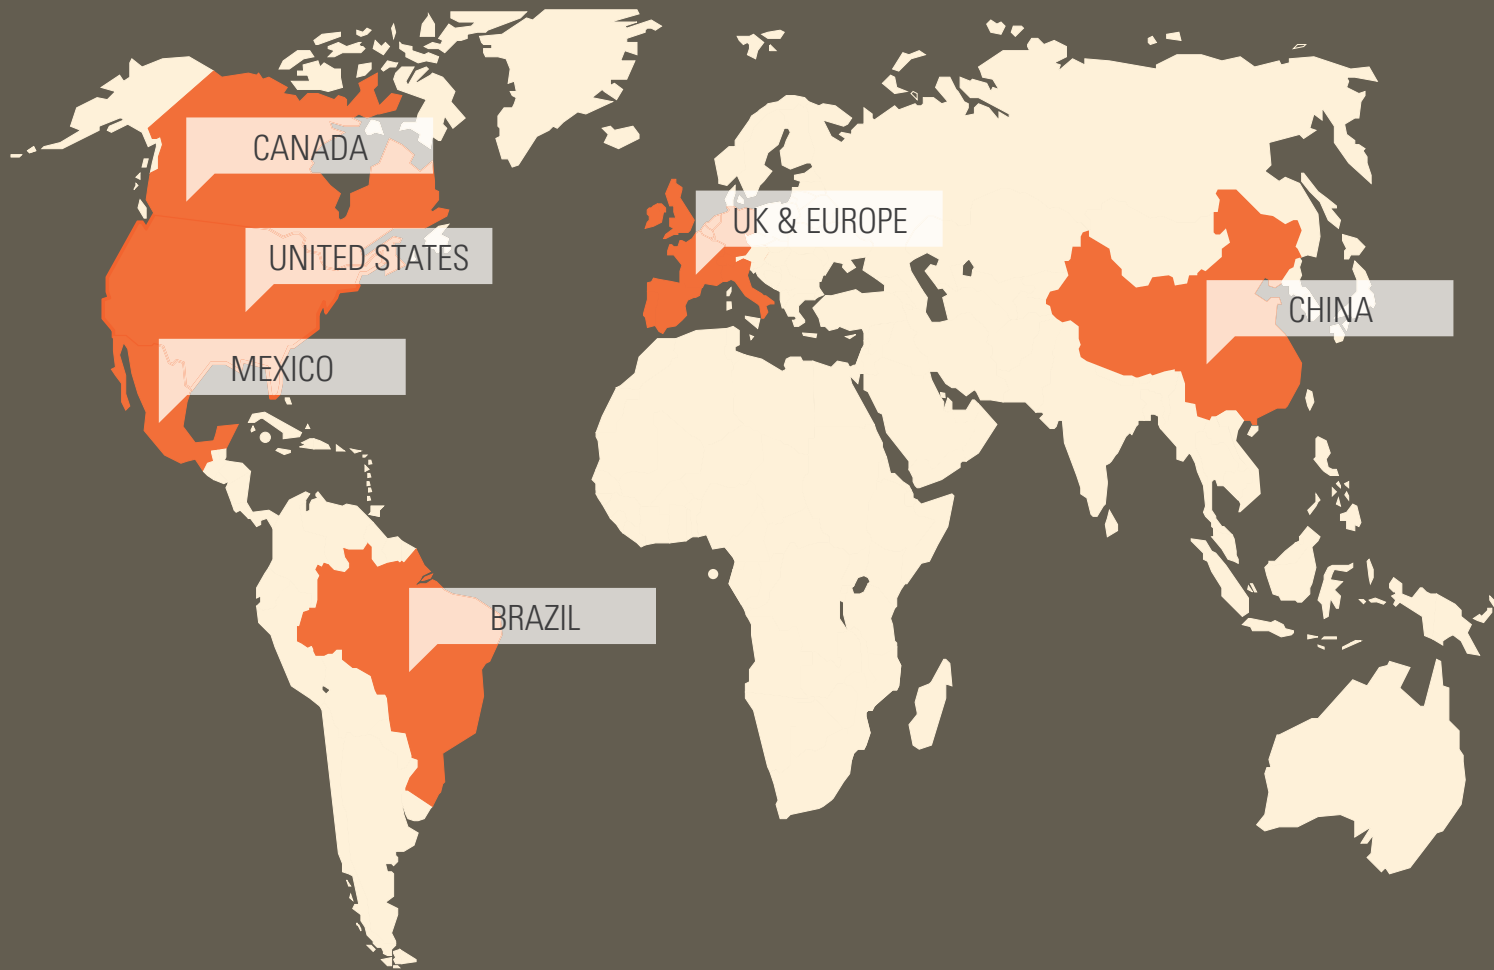 CANADA
UK & EUROPE
UNITED STATES
CHINA
MEXICO
BRAZIL